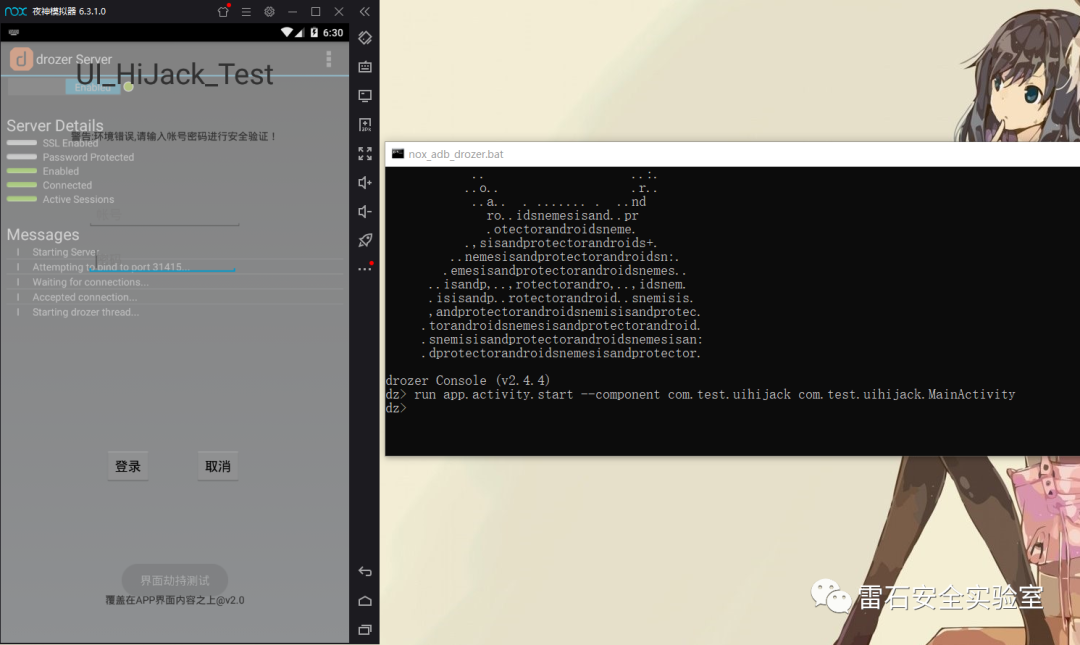 nox 夜神模拟器 6.3.1.0
6:30
d drozer Server
UI_HiJack_Test
Enabled
Server Details
警告:环境错误,请输入帐号密码进行安全验证！
SSL Enabled
Password Protected
Enabled
Connected
Active Sessions
帐号
Messages
I Starting Server
I Attempting to bind to port 31415...
I Waiting for connections...
I Accepted connection...
I Starting drozer thread...
登录 取消
界面劫持测试
覆盖在APP界面内容之上@v2.0
nox_adb_drozer.bat
.. ..:.
..o.. .r..
..a.. . ....... . ..nd
ro..idsnemesisand..pr
.otectorandroidsneme.
.,sisandprotectorandroids+.
..nemesisandprotectorandroidsn:.
.emesisandprotectorandroidsnemes..
..isandp,..,rotectorandro,..,idsnem.
.isisandp..rotectorandroid..snemisis.
,andprotectorandroidsnemisisandprotec.
.torandroidsnemesisandprotectorandroid.
.snemisisandprotectorandroidsnemesisan:
.dprotectorandroidsnemesisandprotector.
drozer Console (v2.4.4)
dz> run app.activity.start --component com.test.uihijack com.test.uihijack.MainActivity
dz>
雷石安全实验室